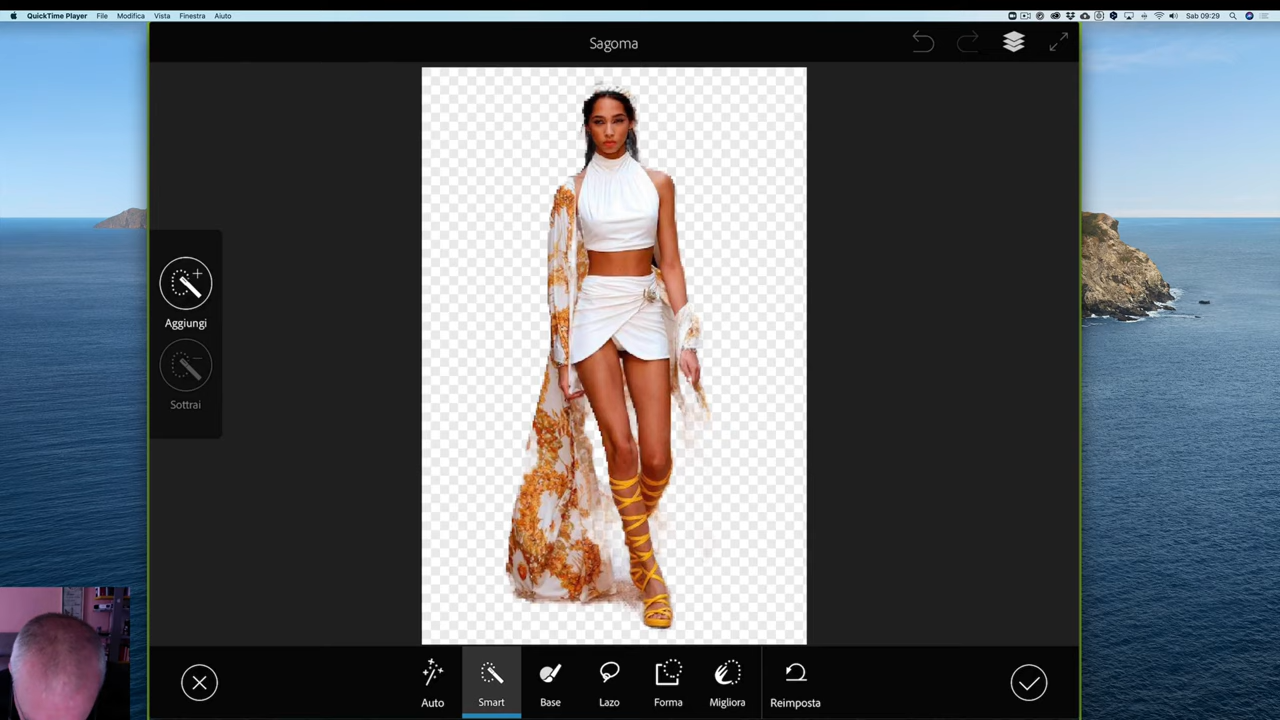 QuickTime Player File Modifica Vista Finestra Aiuto Sab 09:29
Sagoma
Aggiungi
Sottrai
Auto Smart Base Lazo Forma Migliora Reimposta